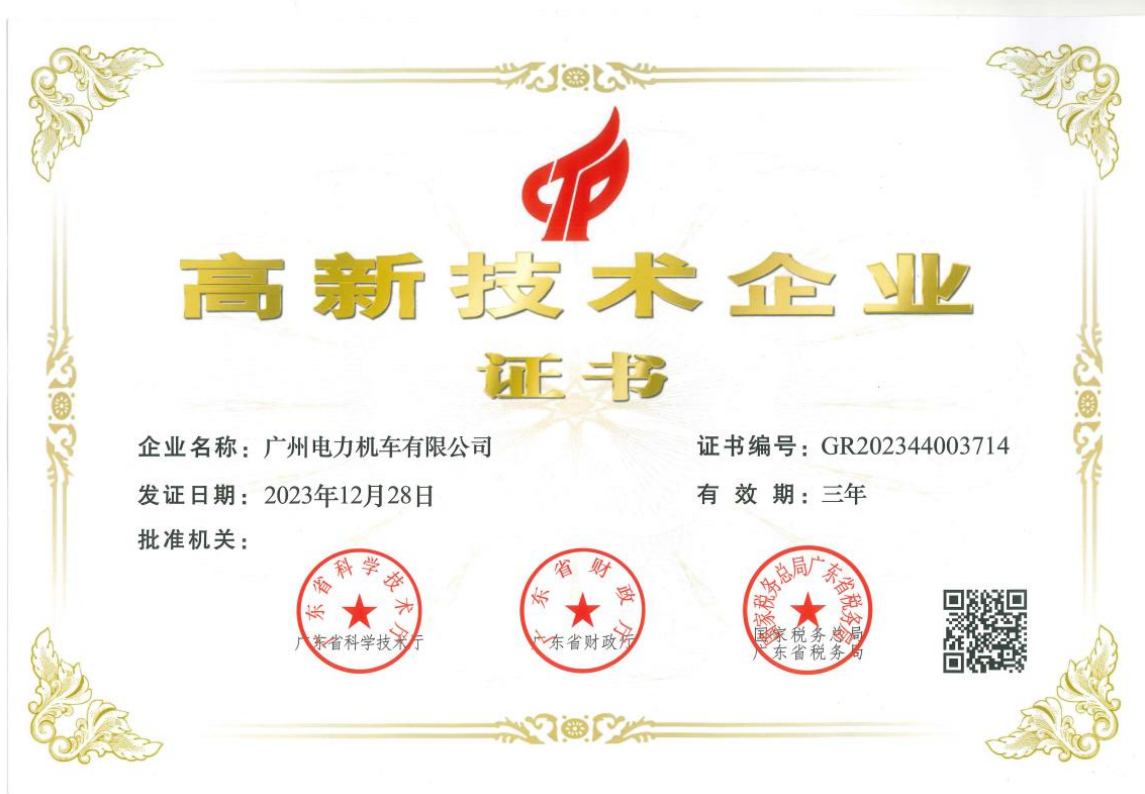 高新技术企业
证书
企业名称：广州电力机车有限公司
证书编号：GR202344003714
发证日期：2023年12月28日
有效期：三年
批准机关：
广东省科学技术厅
广东省科学技术厅
广东省财政厅
广东省财政厅
国家税务总局广东省税务局
国家税务总局
广东省税务局